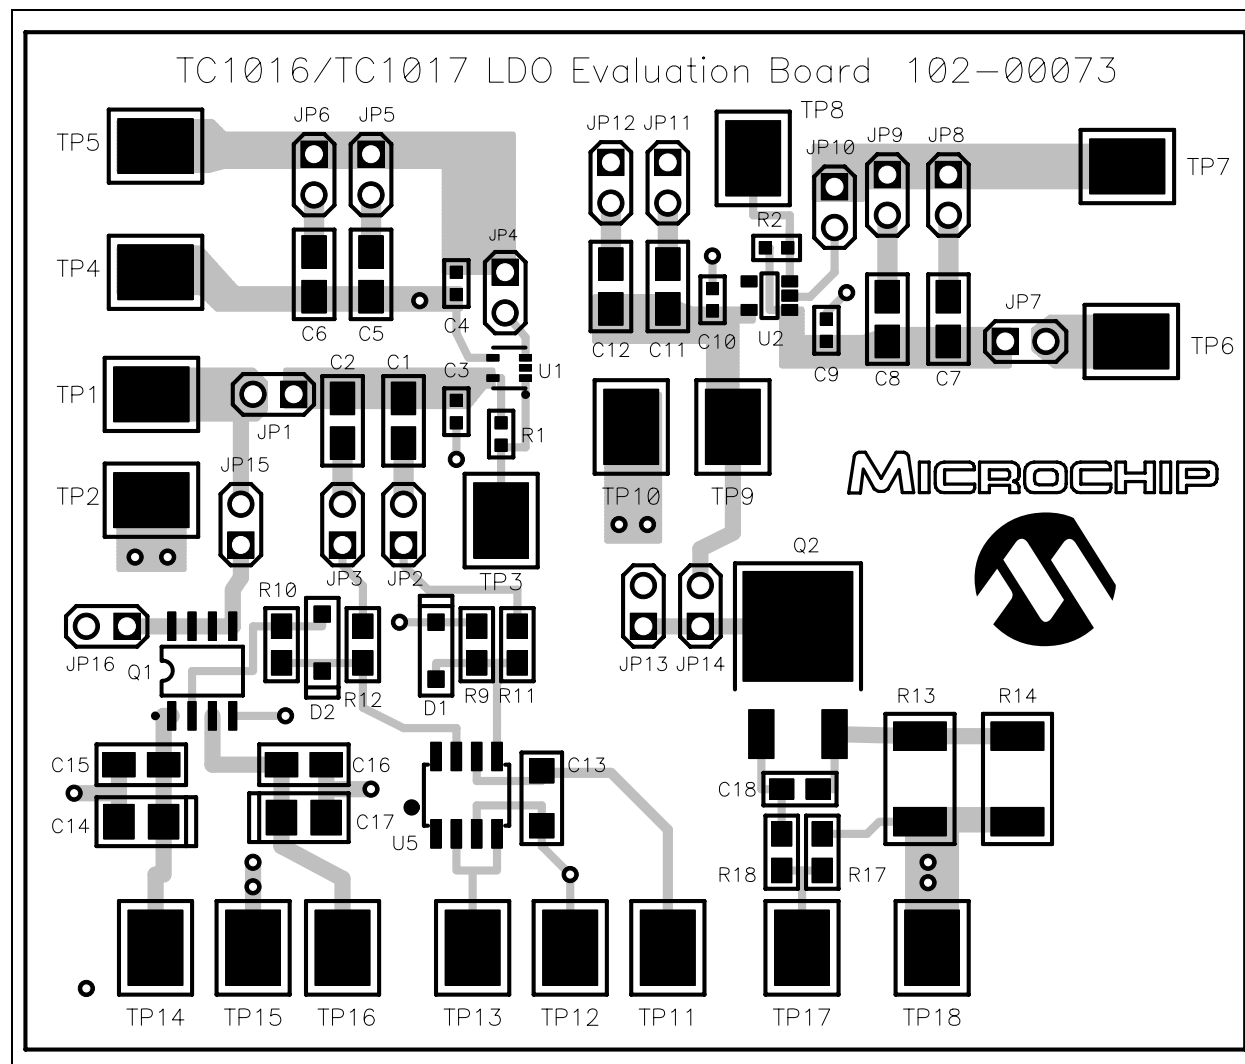 TC1016/TC1017 LDO Evaluation Board 102-00073
JP6 JP5 JP12 JP11 TP8 JP9 JP8
TP5 JP10 TP7
R2
TP4 JP4
C6 C5 C4 C12 C11 C10 U2 JP7 TP6
C2 C1 C3 U1 C9 C8 C7
TP1
JP1 R1
JP15 MICROCHIP
TP2 TP10 TP9
JP3 JP2 TP3 Q2
R10
JP16 Q1 JP13 JP14
D2 R12 D1 R9 R11 R13 R14
C15 C16 C13
C18
C14 C17 U5
R18 R17
TP14 TP15 TP16 TP13 TP12 TP11 TP17 TP18